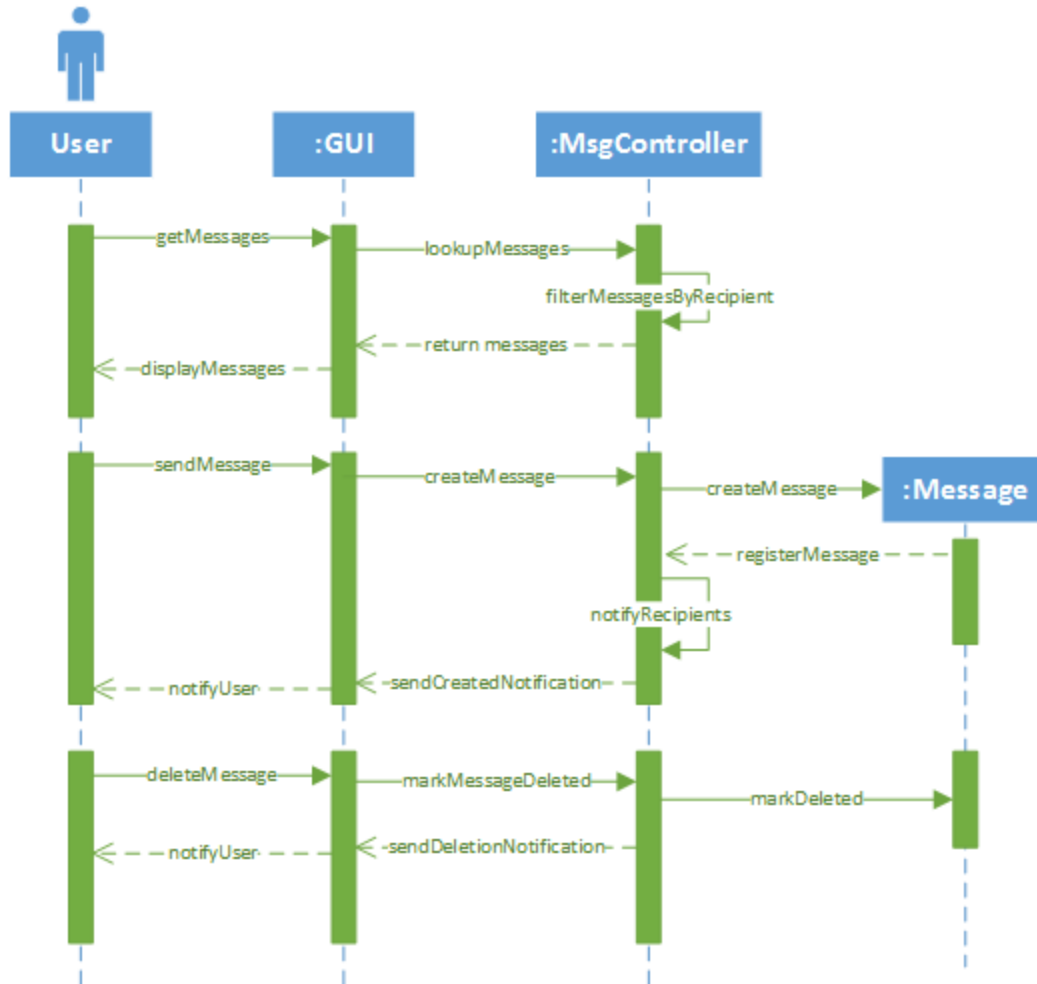 User
:GUI
:MsgController
getMessages
lookupMessages
filterMessagesByRecipient
return messages
displayMessages
sendMessage
createMessage
createMessage
:Message
registerMessage
notifyRecipients
sendCreatedNotification
notifyUser
deleteMessage
markMessageDeleted
markDeleted
sendDeletionNotification
notifyUser